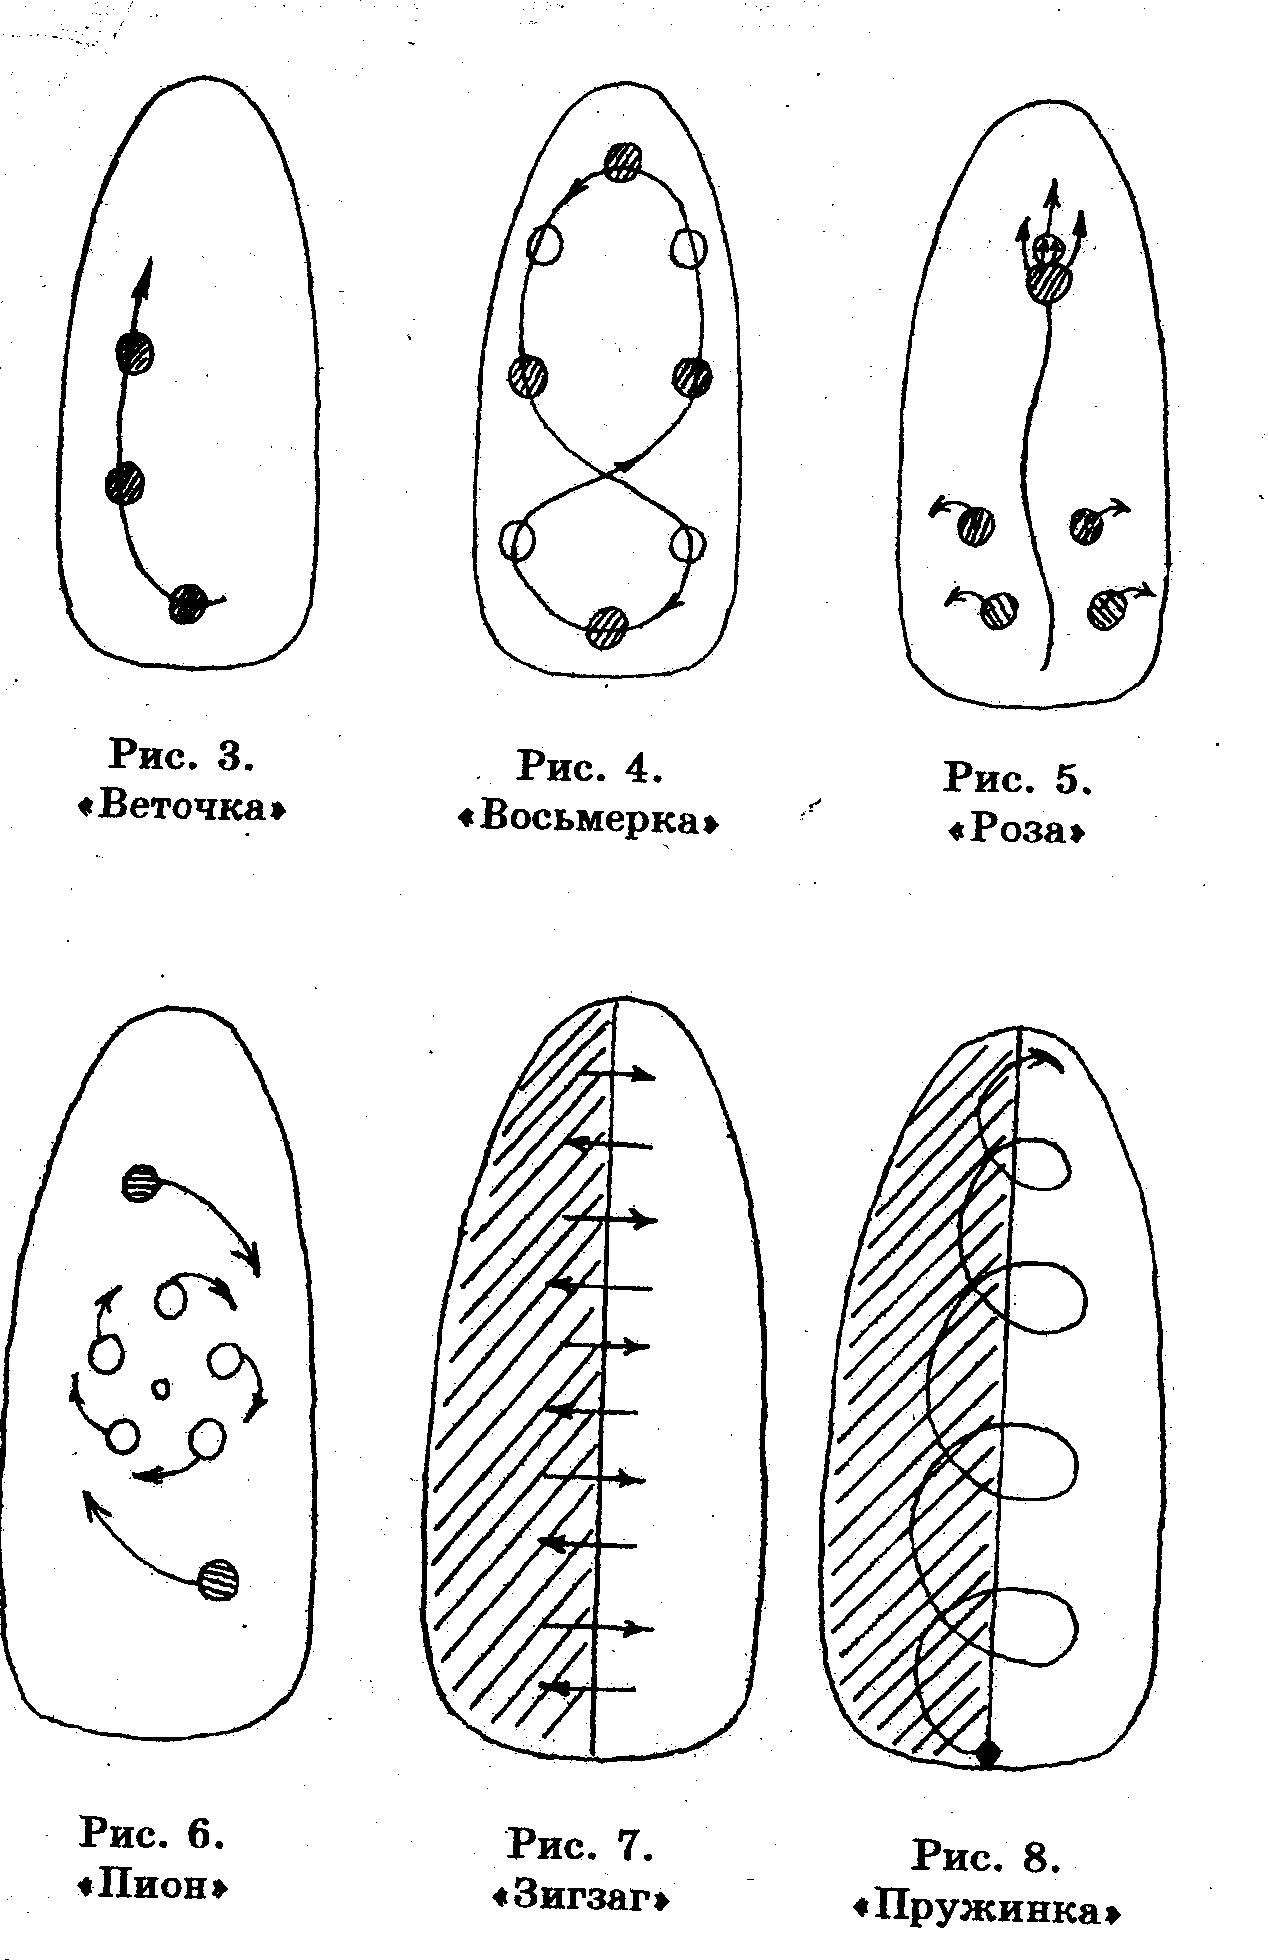 Рис. 3.
«Веточка»
Рис. 4.
«Восьмерка»
Рис. 5.
«Роза»
Рис. 6.
«Пион»
Рис. 7.
«Зигзаг»
Рис. 8.
«Пружинка»